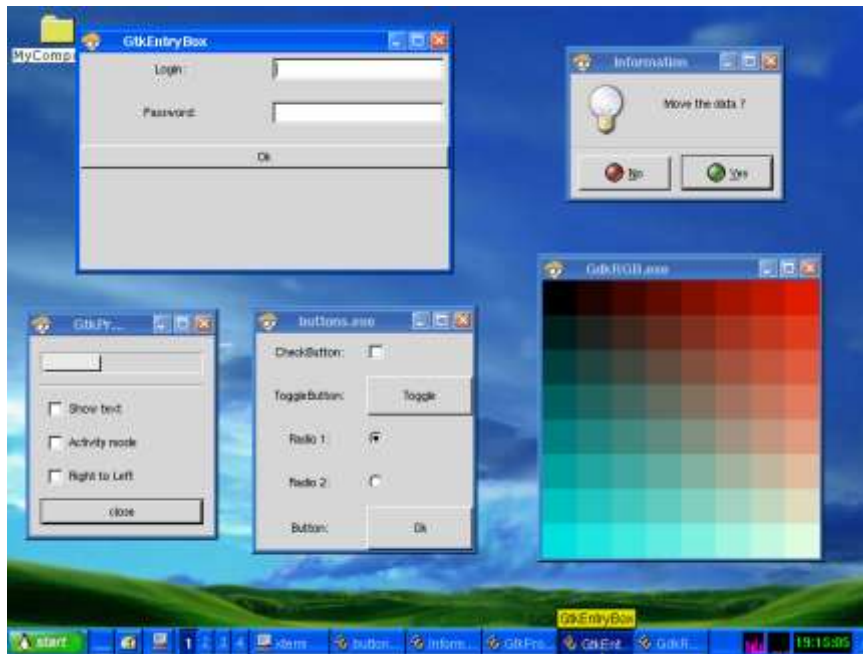 MyComp
GtkEntryBox
Login:
Password:
Ok
Information
Move the data ?
No
Yes
GdkRGB.exe
GtkPr...
Show text
Activity mode
Right to Left
close
buttons.exe
CheckButton:
ToggleButton:
Toggle
Radio 1:
Radio 2:
Button:
Ok
GtkEntryBox
start
1 2 3 4
xterm
button...
Inform...
GtkPro...
GtkEnt...
GdkR...
19:15:05